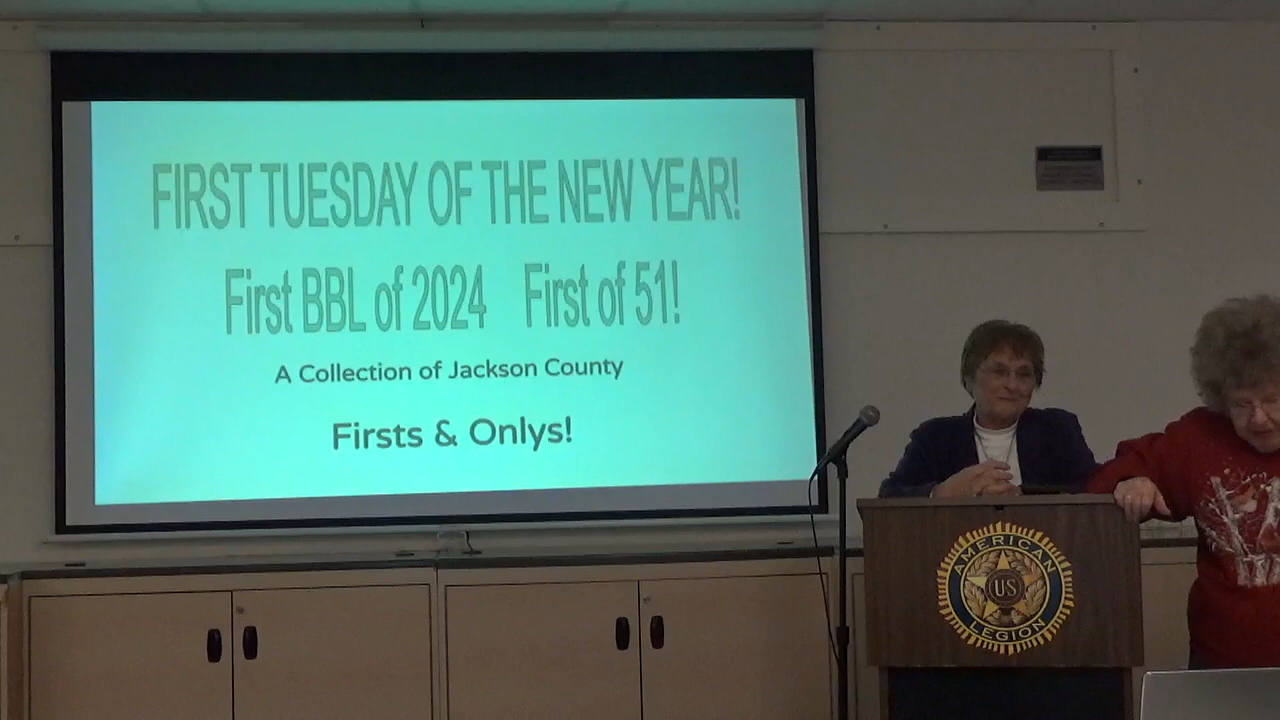 FIRST TUESDAY OF THE NEW YEAR!
First BBL of 2024 First of 51!
A Collection of Jackson County
Firsts & Onlys!
AMERICAN
US
LEGION